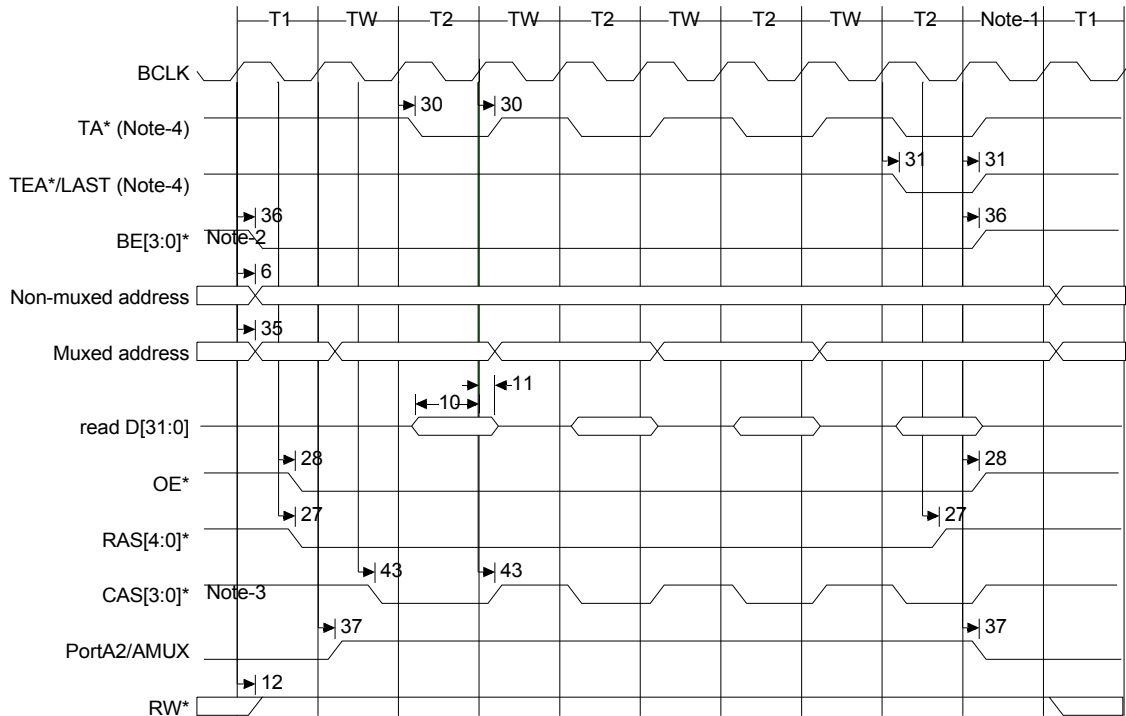 T1 TW T2 TW T2 TW T2 TW T2 Note-1 T1
BCLK
30 30
TA* (Note-4)
31 31
TEA*/LAST (Note-4)
36 36
BE[3:0]* Note-2
6
Non-muxed address
35
Muxed address
11
10
read D[31:0]
28 28
OE*
27 27
RAS[4:0]*
43 43
CAS[3:0]* Note-3
37 37
PortA2/AMUX
12
RW*